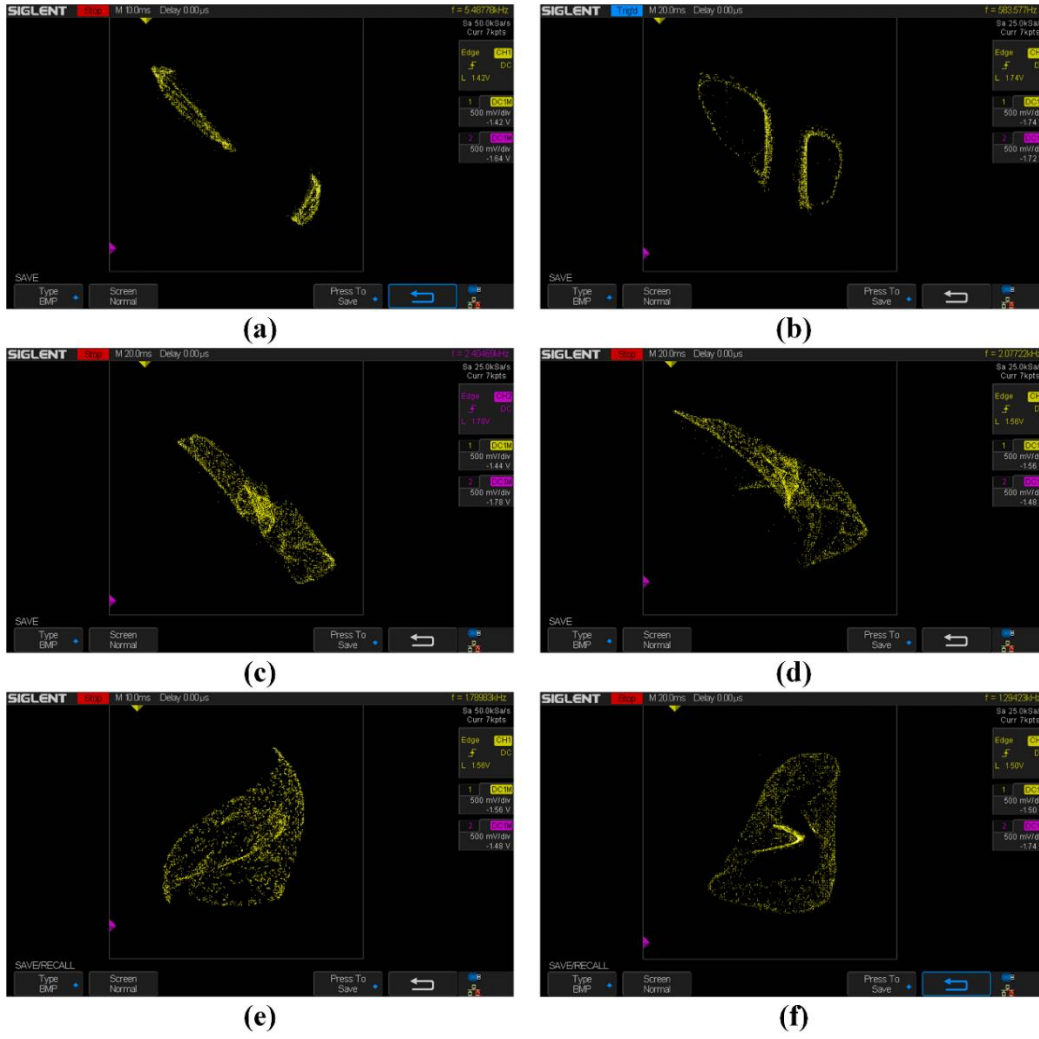 SIGLENT Stop M 10.0ms Delay 0.00μs f = 5.48778kHz
Sa 50.0kSa/s
Curr 7kpts
Edge CH1
DC
L 1.42V
1 DC1M
500 mV/div
-1.42 V
2 DC1M
500 mV/div
-1.64 V
SAVE
Type
BMP
Screen
Normal
Press To
Save
(a)
SIGLENT Trig'd M 20.0ms Delay 0.00μs f = 583.577Hz
Sa 25.0kSa/s
Curr 7kpts
Edge
L 1.74V
1
500 mV/d
-1.74
2
500 mV/d
-1.72
SAVE
Type
BMP
Screen
Normal
Press To
Save
(b)
SIGLENT Stop M 20.0ms Delay 0.00μs
Sa 25.0kSa/s
Curr 7kpts
Edge CH2
DC
L 1.78V
1 DC1M
500 mV/div
-1.44 V
2 DC1M
500 mV/div
-1.78 V
SAVE
Type
BMP
Screen
Normal
Press To
Save
(c)
SIGLENT Stop M 20.0ms Delay 0.00μs f = 2.07722kHz
Sa 25.0kSa/s
Curr 7kpts
Edge
L 1.56V
1
500 mV/d
-1.56
2
500 mV/d
-1.48
SAVE
Type
BMP
Screen
Normal
Press To
Save
(d)
SIGLENT Stop M 10.0ms Delay 0.00μs f = 1.78983kHz
Sa 50.0kSa/s
Curr 7kpts
Edge CH1
DC
L 1.56V
1 DC1M
500 mV/div
-1.56 V
2 DC1M
500 mV/div
-1.48 V
SAVE/RECALL
Type
BMP
Screen
Normal
Press To
Save
(e)
SIGLENT Stop M 20.0ms Delay 0.00μs f = 1.29423kHz
Sa 25.0kSa/s
Curr 7kpts
Edge
L 1.50V
1
500 mV/d
-1.50
2
500 mV/d
-1.74
SAVE/RECALL
Type
BMP
Screen
Normal
Press To
Save
(f)